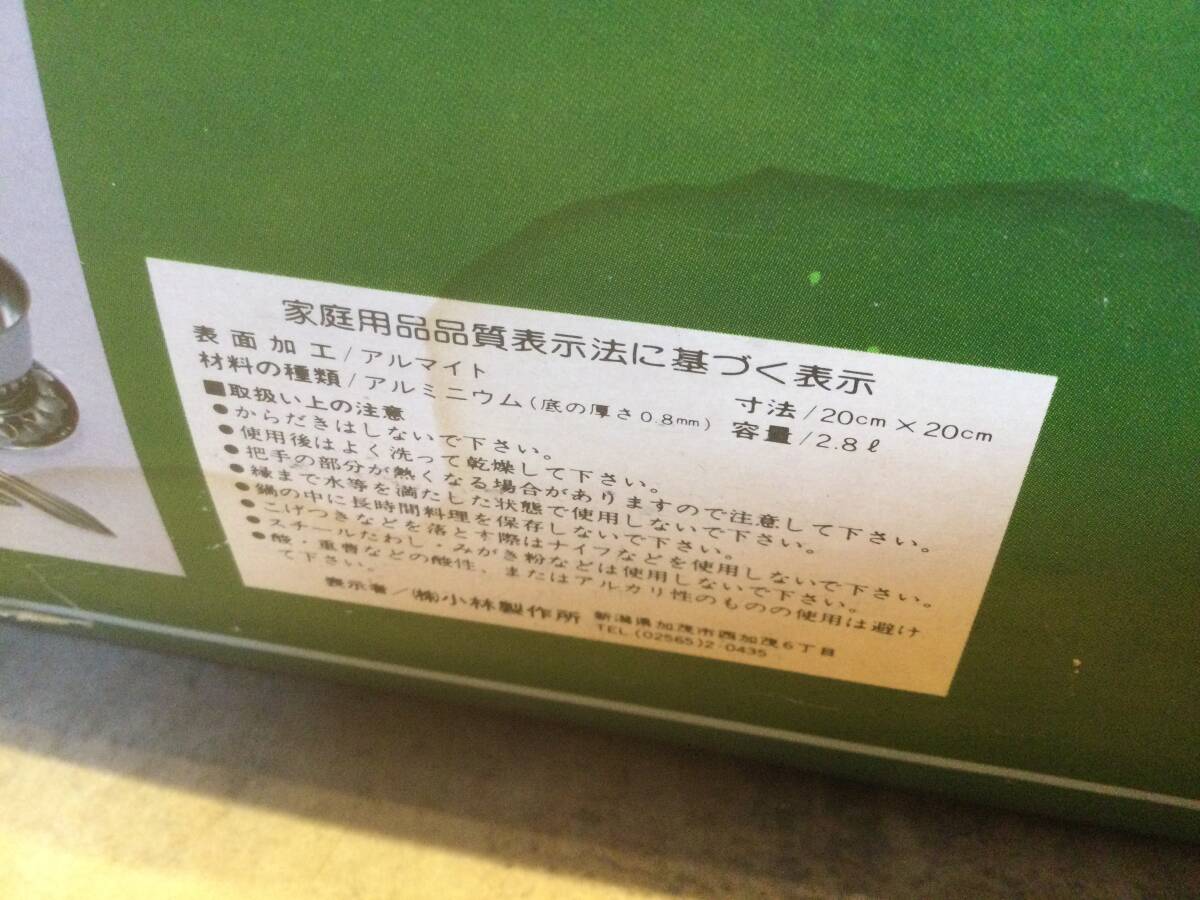 家庭用品品質表示法に基づく表示
表面加工/アルマイト
材料の種類/アルミニウム(底の厚さ0.8mm)
寸法/20cm×20cm
容量/2.8ℓ
■取扱い上の注意
●からだきはしないで下さい。
●使用後はよく洗って乾燥して下さい。
●把手の部分が熱くなる場合がありますので注意して下さい。
●縁まで水等を満たした状態で使用しないで下さい。
●鍋の中に長時間料理を保存しないで下さい。
●こげつきなどを落とす際はナイフなどを使用しないで下さい。
●スチールたわし、みがき粉などは使用しないで下さい。
●酸・重曹などの酸性、またはアルカリ性のものの使用は避け
て下さい。
表示者/㈱小林製作所 新潟県加茂市西加茂6丁目
TEL(02565)2-0435